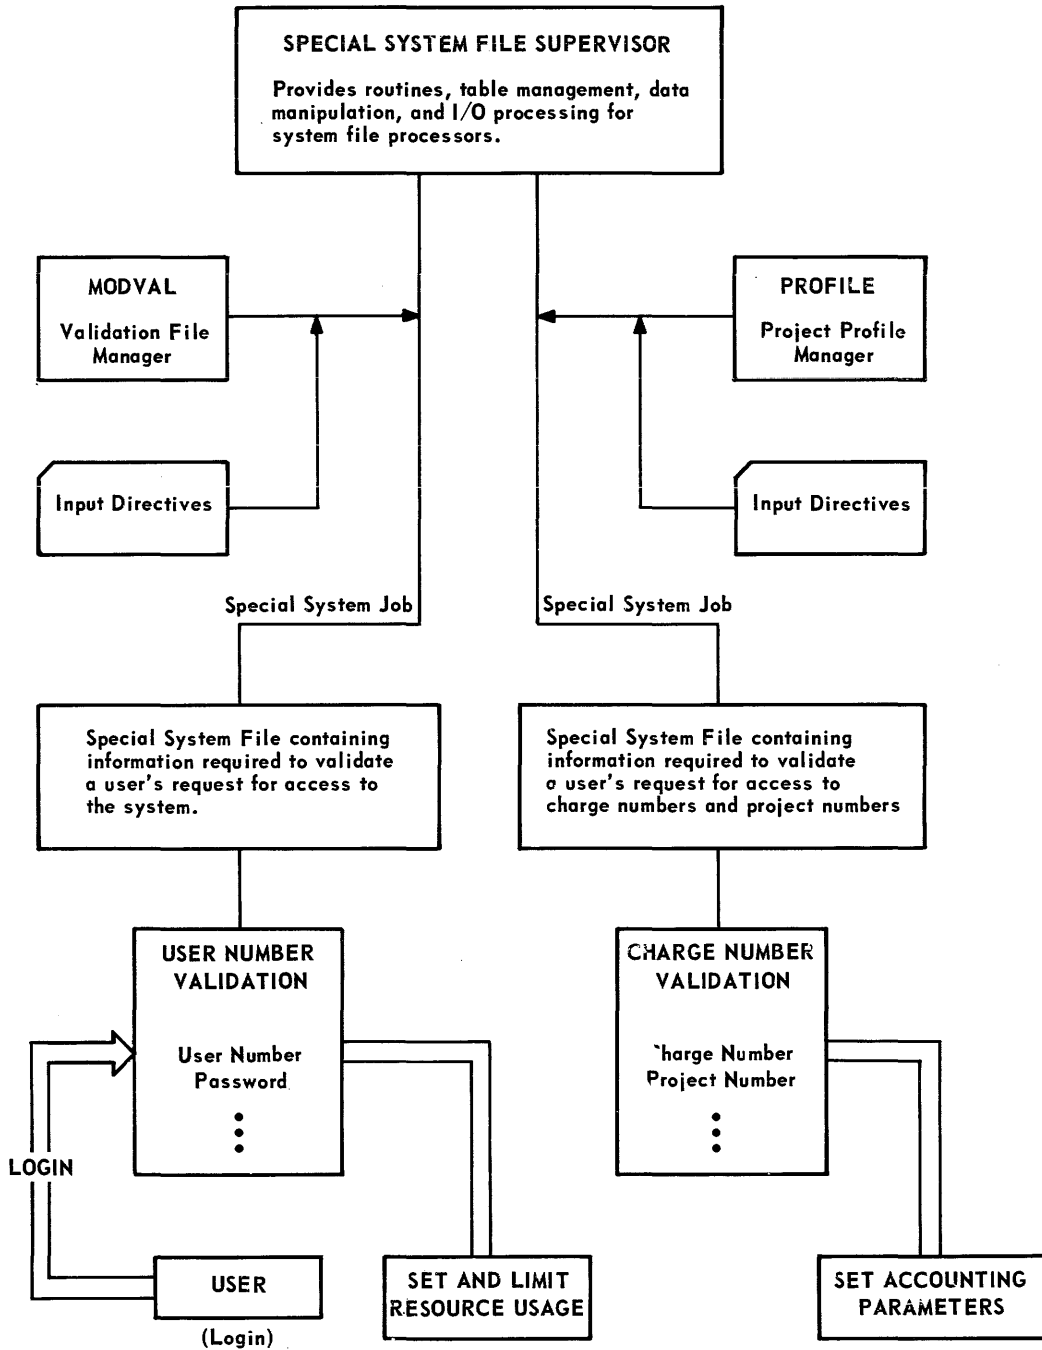 SPECIAL SYSTEM FILE SUPERVISOR
Provides routines, table management, data
manipulation, and I/O processing for
system file processors.
MODVAL
Validation File
Manager
PROFILE
Project Profile
Manager
Input Directives
Input Directives
Special System Job
Special System Job
Special System File containing
information required to validate
a user's request for access to
the system.
Special System File containing
information required to validate
a user's request for access to
charge numbers and project numbers
USER NUMBER
VALIDATION
User Number
Password
CHARGE NUMBER
VALIDATION
Charge Number
Project Number
LOGIN
USER
(Login)
SET AND LIMIT
RESOURCE USAGE
SET ACCOUNTING
PARAMETERS